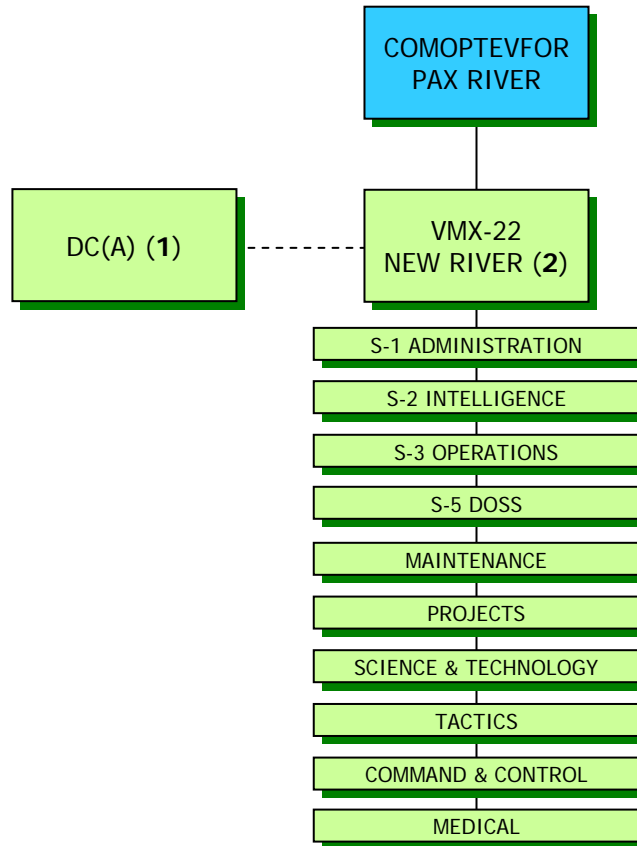 COMOPTEVFOR
PAX RIVER
DC(A) (1)
VMX-22
NEW RIVER (2)
S-1 ADMINISTRATION
S-2 INTELLIGENCE
S-3 OPERATIONS
S-5 DOSS
MAINTENANCE
PROJECTS
SCIENCE & TECHNOLOGY
TACTICS
COMMAND & CONTROL
MEDICAL